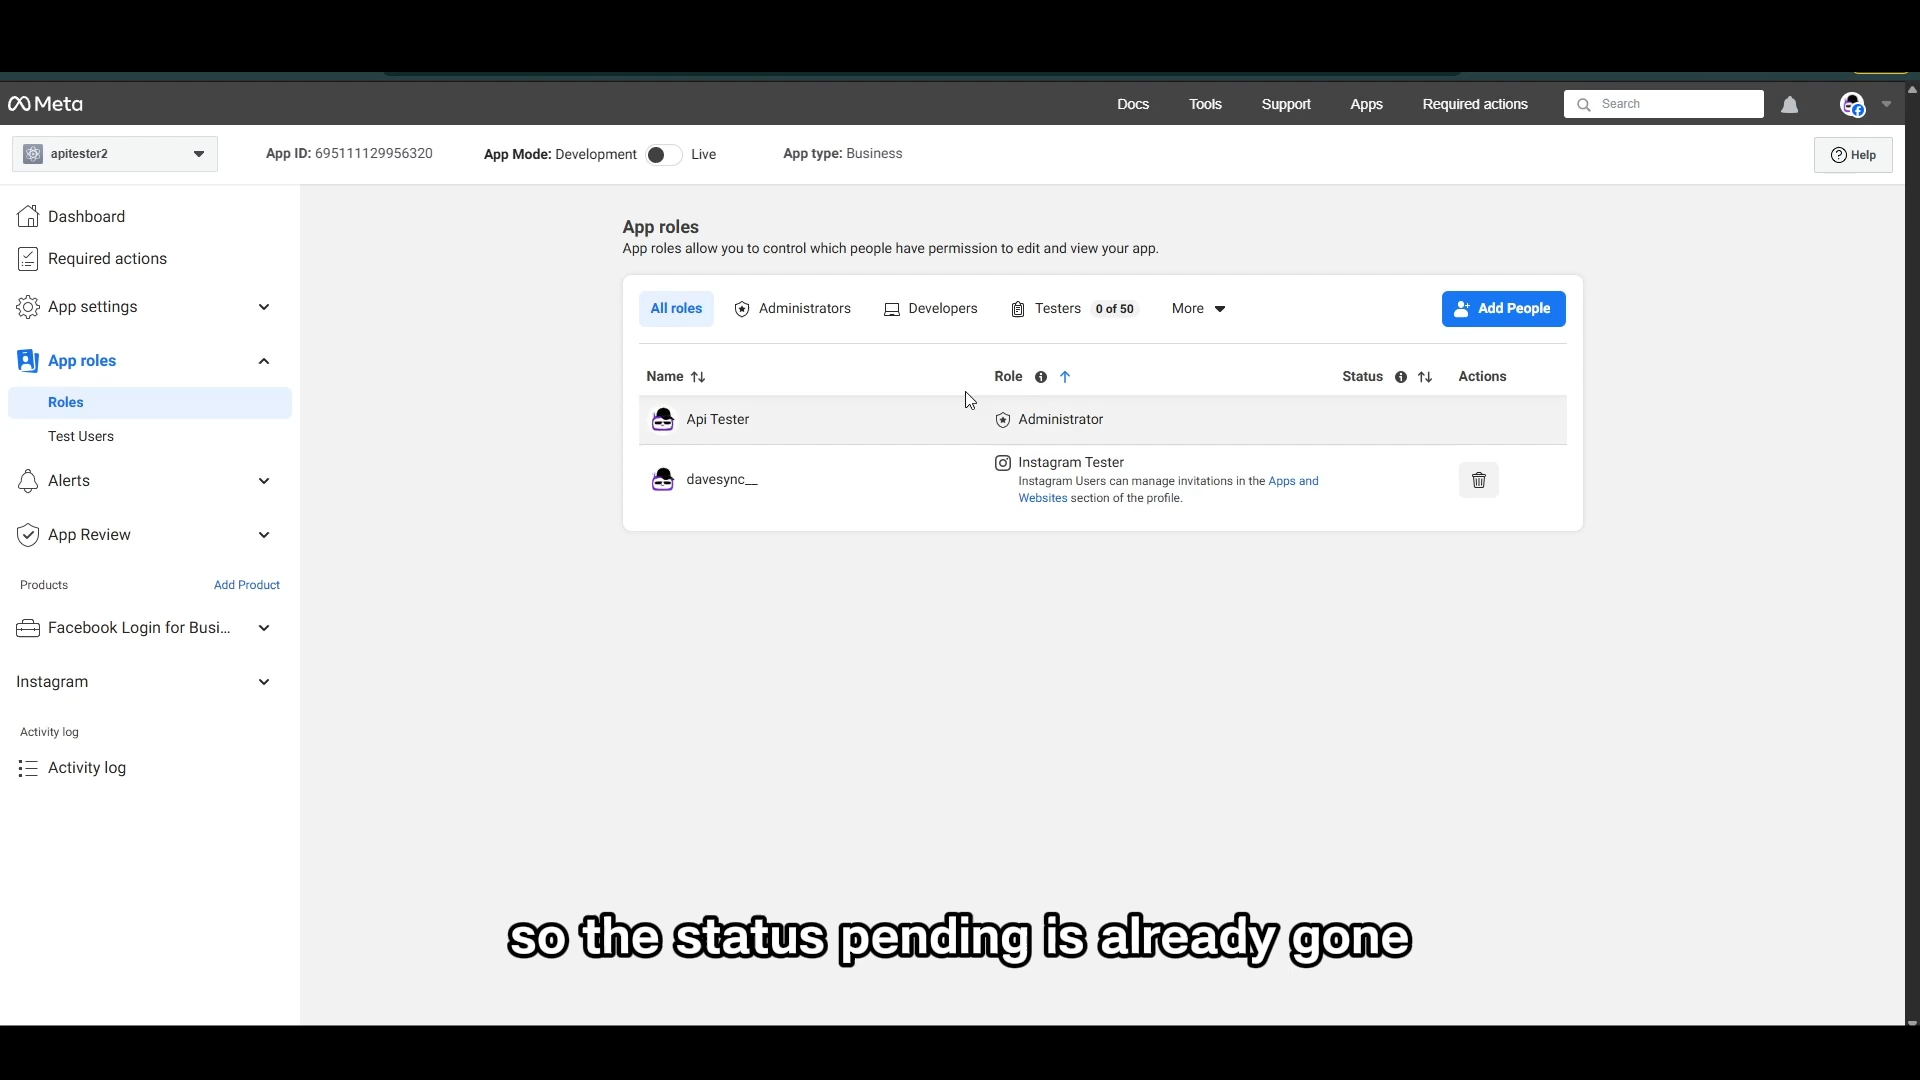 Meta
Docs
Tools
Support
Apps
Required actions
Search
apitester2
App ID: 695111129956320
App Mode: Development
Live
App type: Business
Help
Dashboard
Required actions
App settings
App roles
Roles
Test Users
Alerts
App Review
Products
Add Product
Facebook Login for Busi...
Instagram
Activity log
Activity log
App roles
App roles allow you to control which people have permission to edit and view your app.
All roles
Administrators
Developers
Testers
0 of 50
More
Add People
Name
Role
Status
Actions
Api Tester
Administrator
davesync__
Instagram Tester
Instagram Users can manage invitations in the Apps and
Websites section of the profile.
so the status pending is already gone